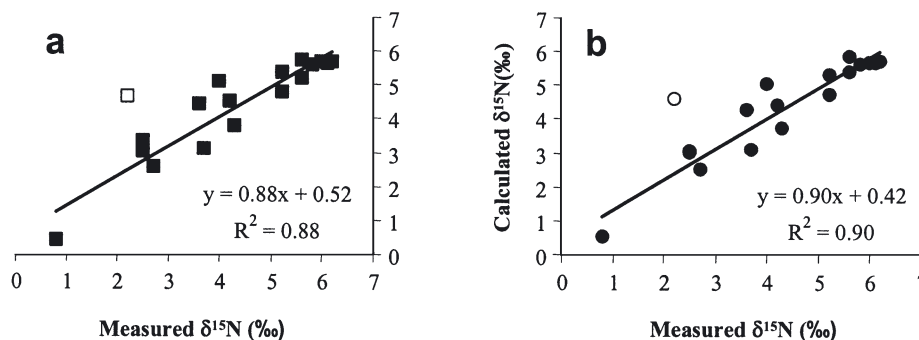 a
7
6
5
4
3
2
1
0
y = 0.88x + 0.52
R² = 0.88
0 1 2 3 4 5 6 7
Measured δ¹⁵N (‰)
b
Calculated δ¹⁵N(‰)
7
6
5
4
3
2
1
0
y = 0.90x + 0.42
R² = 0.90
0 1 2 3 4 5 6
Measured δ¹⁵N (‰)